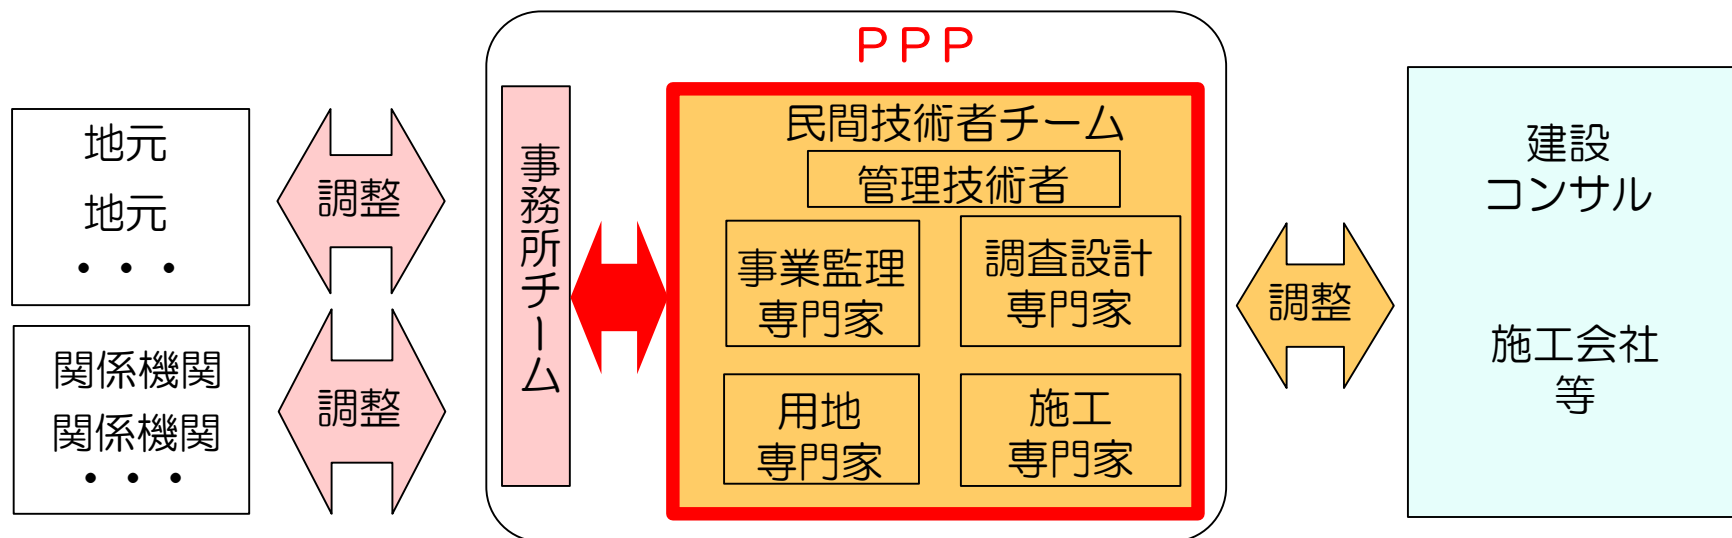 PPP
地元
地元
・・・
調整
関係機関
関係機関
・・・
調整
事務所チーム
民間技術者チーム
管理技術者
事業監理
専門家
調査設計
専門家
用地
専門家
施工
専門家
調整
建設
コンサル
施工会社
等